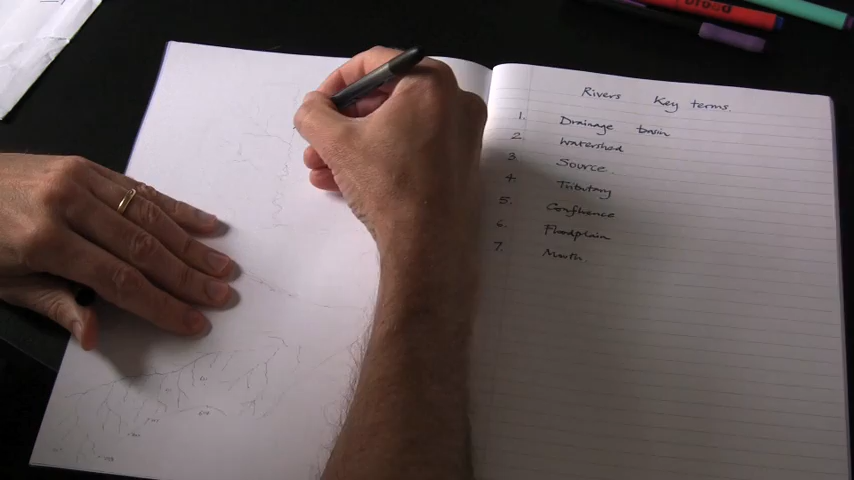 Rivers Key terms.
1. Drainage basin
2. Watershed
3. Source.
4. Tributary
5. Confluence
6. Floodplain
7. Mouth.